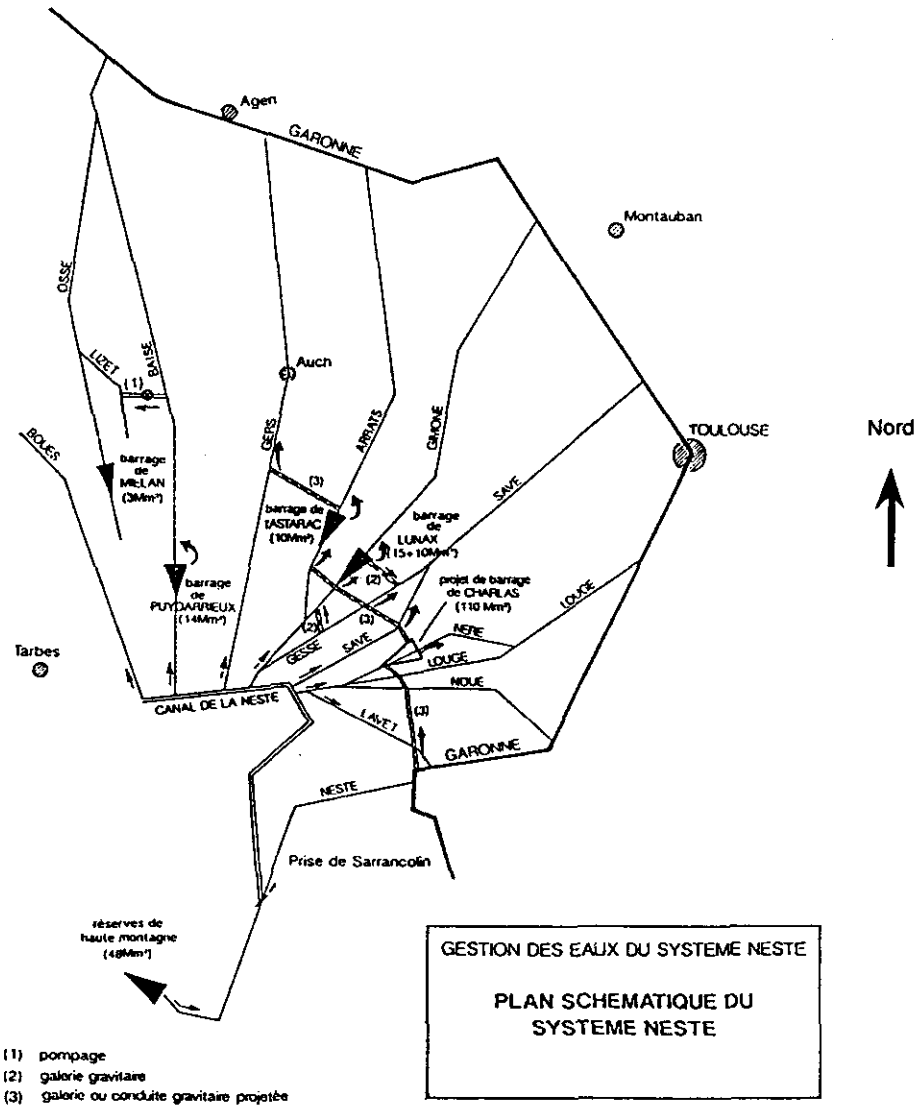 Agen
GARONNE
Montauban
OSSE
LIZET
(1)
BAISE
BOUES
Auch
GERS
ARRATS
GIMONE
SAVE
TOULOUSE
Nord
barrage
de
MIELAN
(3Mm³)
(3)
barrage de
l'ASTARAC
(10Mm³)
barrage
de
LUNAX
(15+10Mm³)
(2)
projet de barrage
de CHARLAS
(110 Mm³)
barrage
de
PUYDARRIEUX
(14Mm³)
(2)
(3)
GESSE
SAVE
NERE
LOUGE
LOUGE
NOUE
Tarbes
CANAL DE LA NESTE
LAVET
(3)
GARONNE
NESTE
Prise de Sarrancolin
réserves de
haute montagne
(48Mm³)
GESTION DES EAUX DU SYSTEME NESTE
PLAN SCHEMATIQUE DU
SYSTEME NESTE
(1) pompage
(2) galerie gravitaire
(3) galerie ou conduite gravitaire projetée